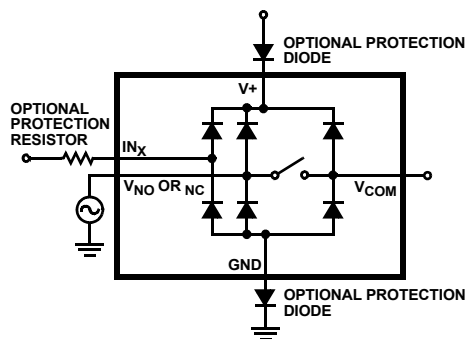 OPTIONAL PROTECTION
DIODE
V+
OPTIONAL
PROTECTION
RESISTOR
INX
VNO OR NC
VCOM
GND
OPTIONAL PROTECTION
DIODE